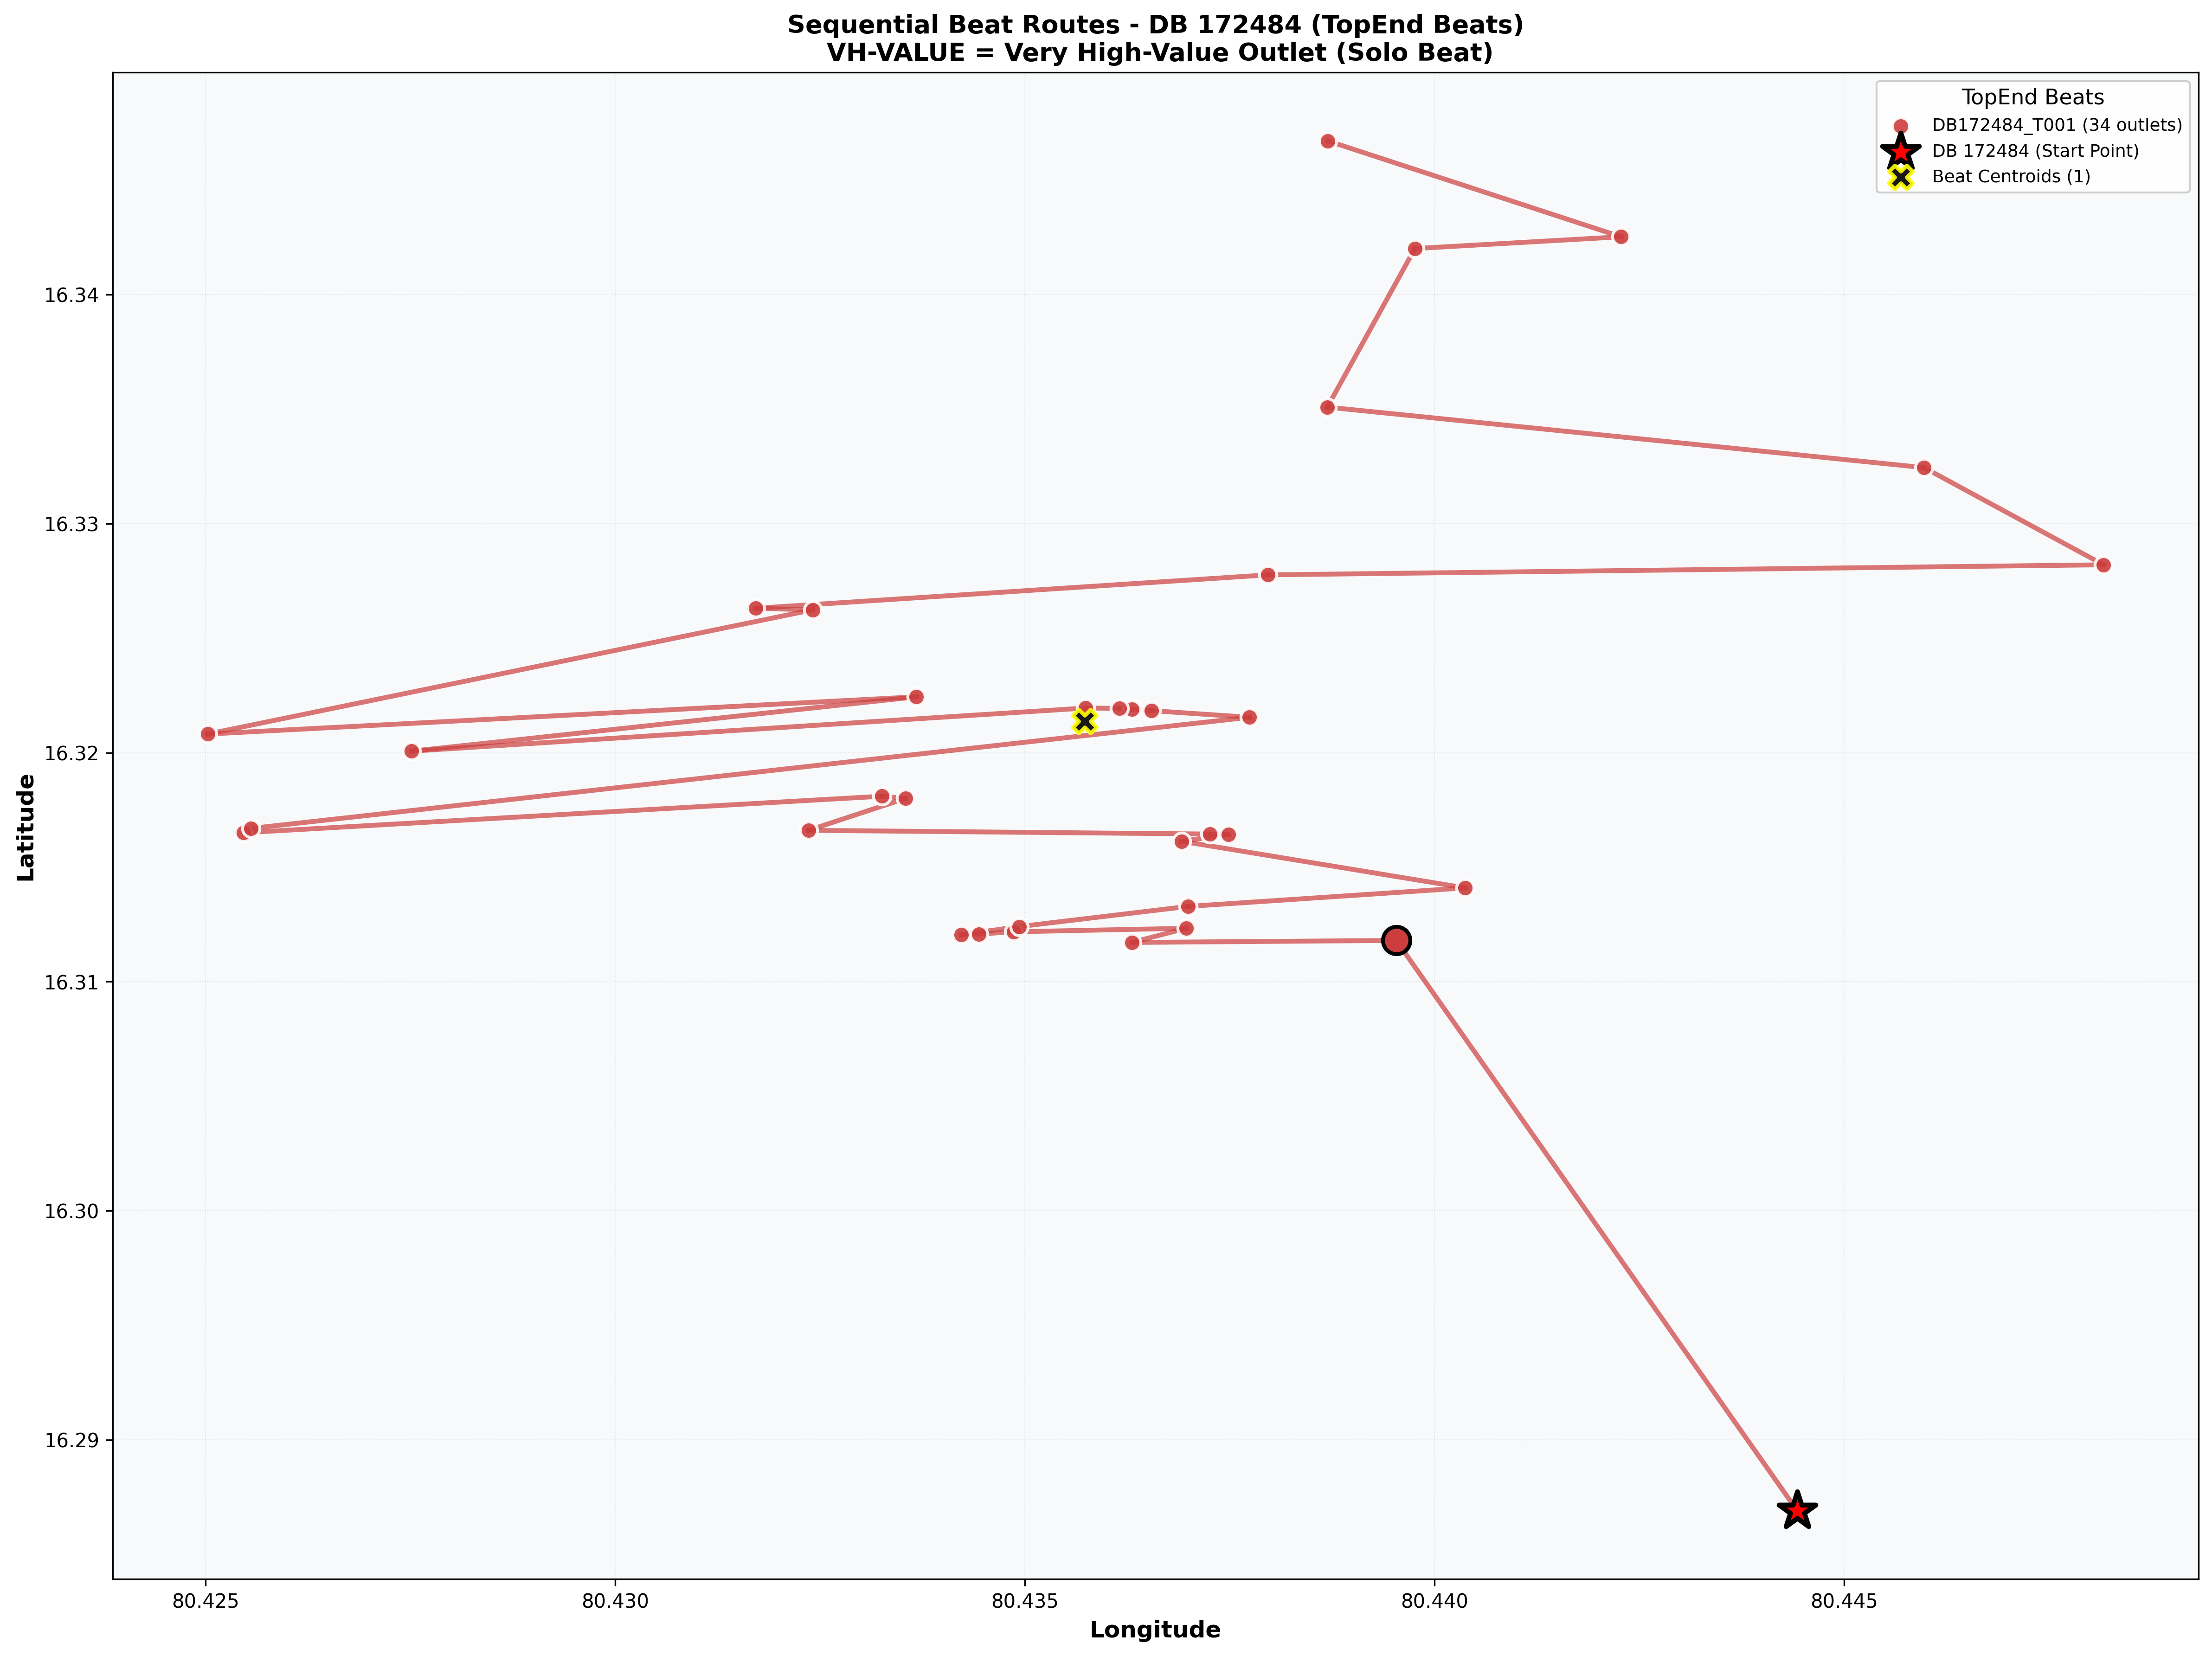 Sequential Beat Routes - DB 172484 (TopEnd Beats)
VH-VALUE = Very High-Value Outlet (Solo Beat)
TopEnd Beats
DB172484_T001 (34 outlets)
DB 172484 (Start Point)
Beat Centroids (1)
Latitude
16.34
16.33
16.32
16.31
16.30
16.29
80.425
80.430
80.435
80.440
80.445
Longitude